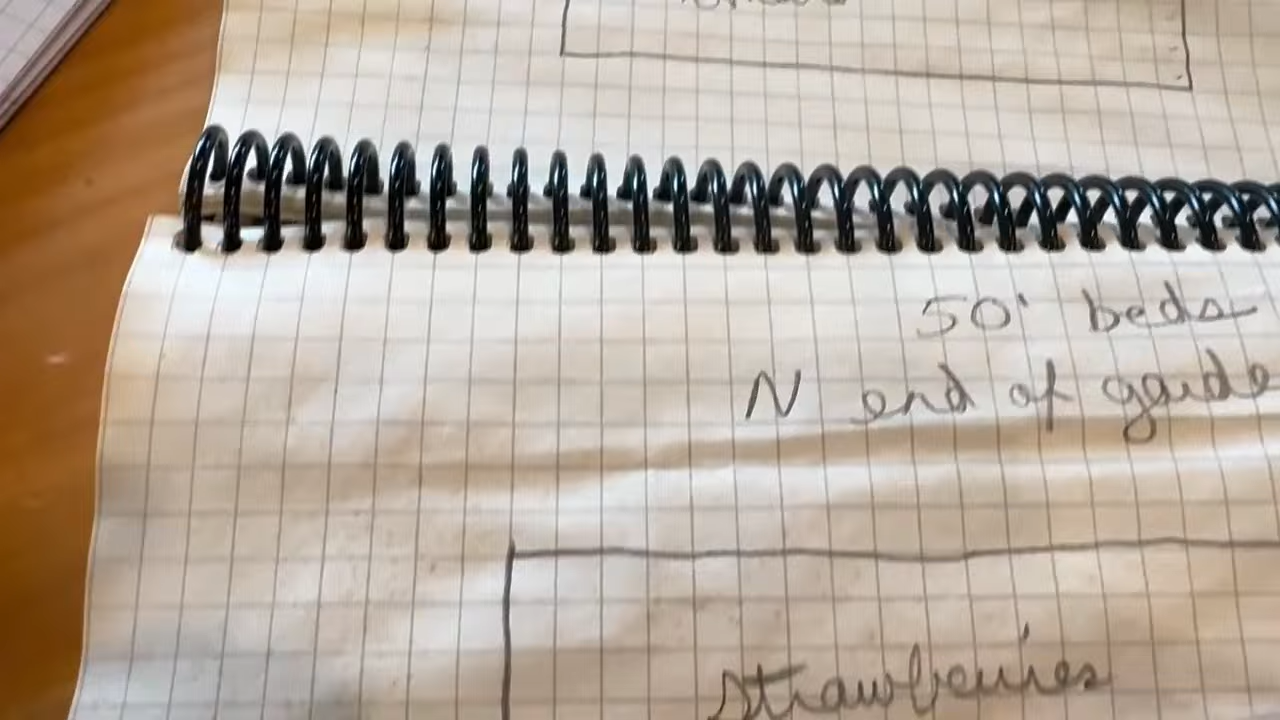 50' beds
N end of garde
strawberries